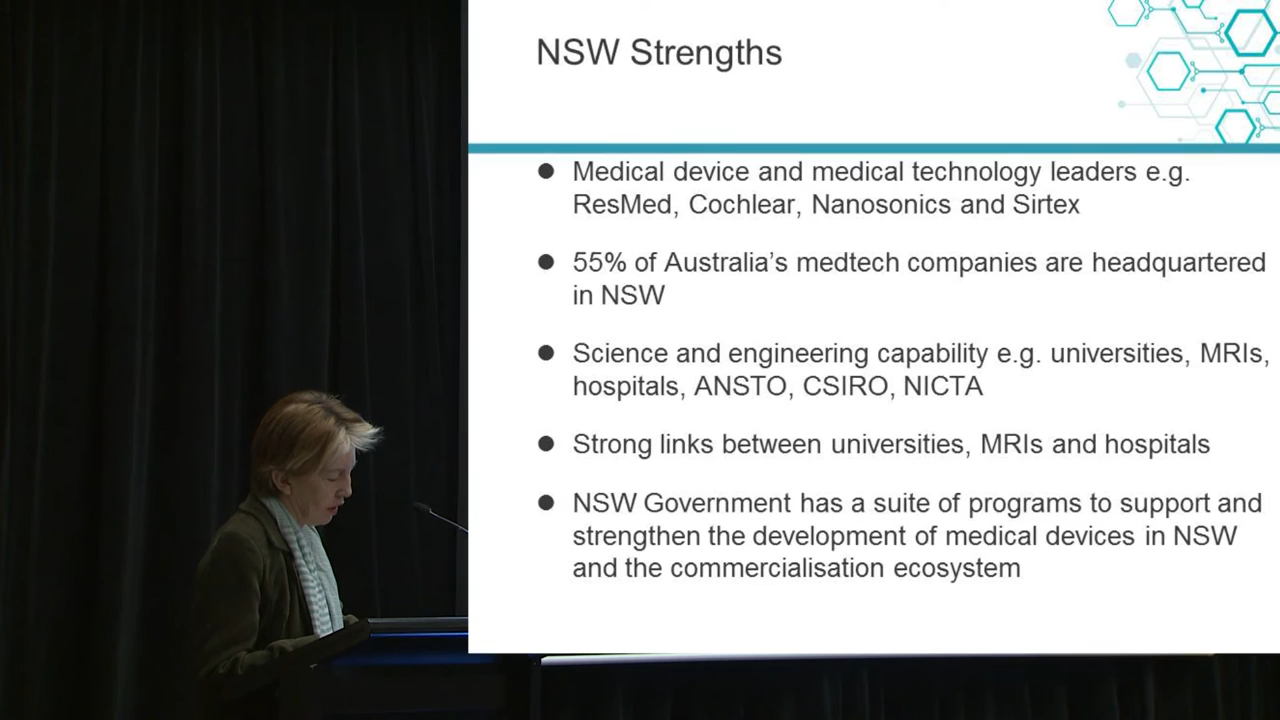 NSW Strengths
Medical device and medical technology leaders e.g.
ResMed, Cochlear, Nanosonics and Sirtex
55% of Australia’s medtech companies are headquartered
in NSW
Science and engineering capability e.g. universities, MRIs,
hospitals, ANSTO, CSIRO, NICTA
Strong links between universities, MRIs and hospitals
NSW Government has a suite of programs to support and
strengthen the development of medical devices in NSW
and the commercialisation ecosystem